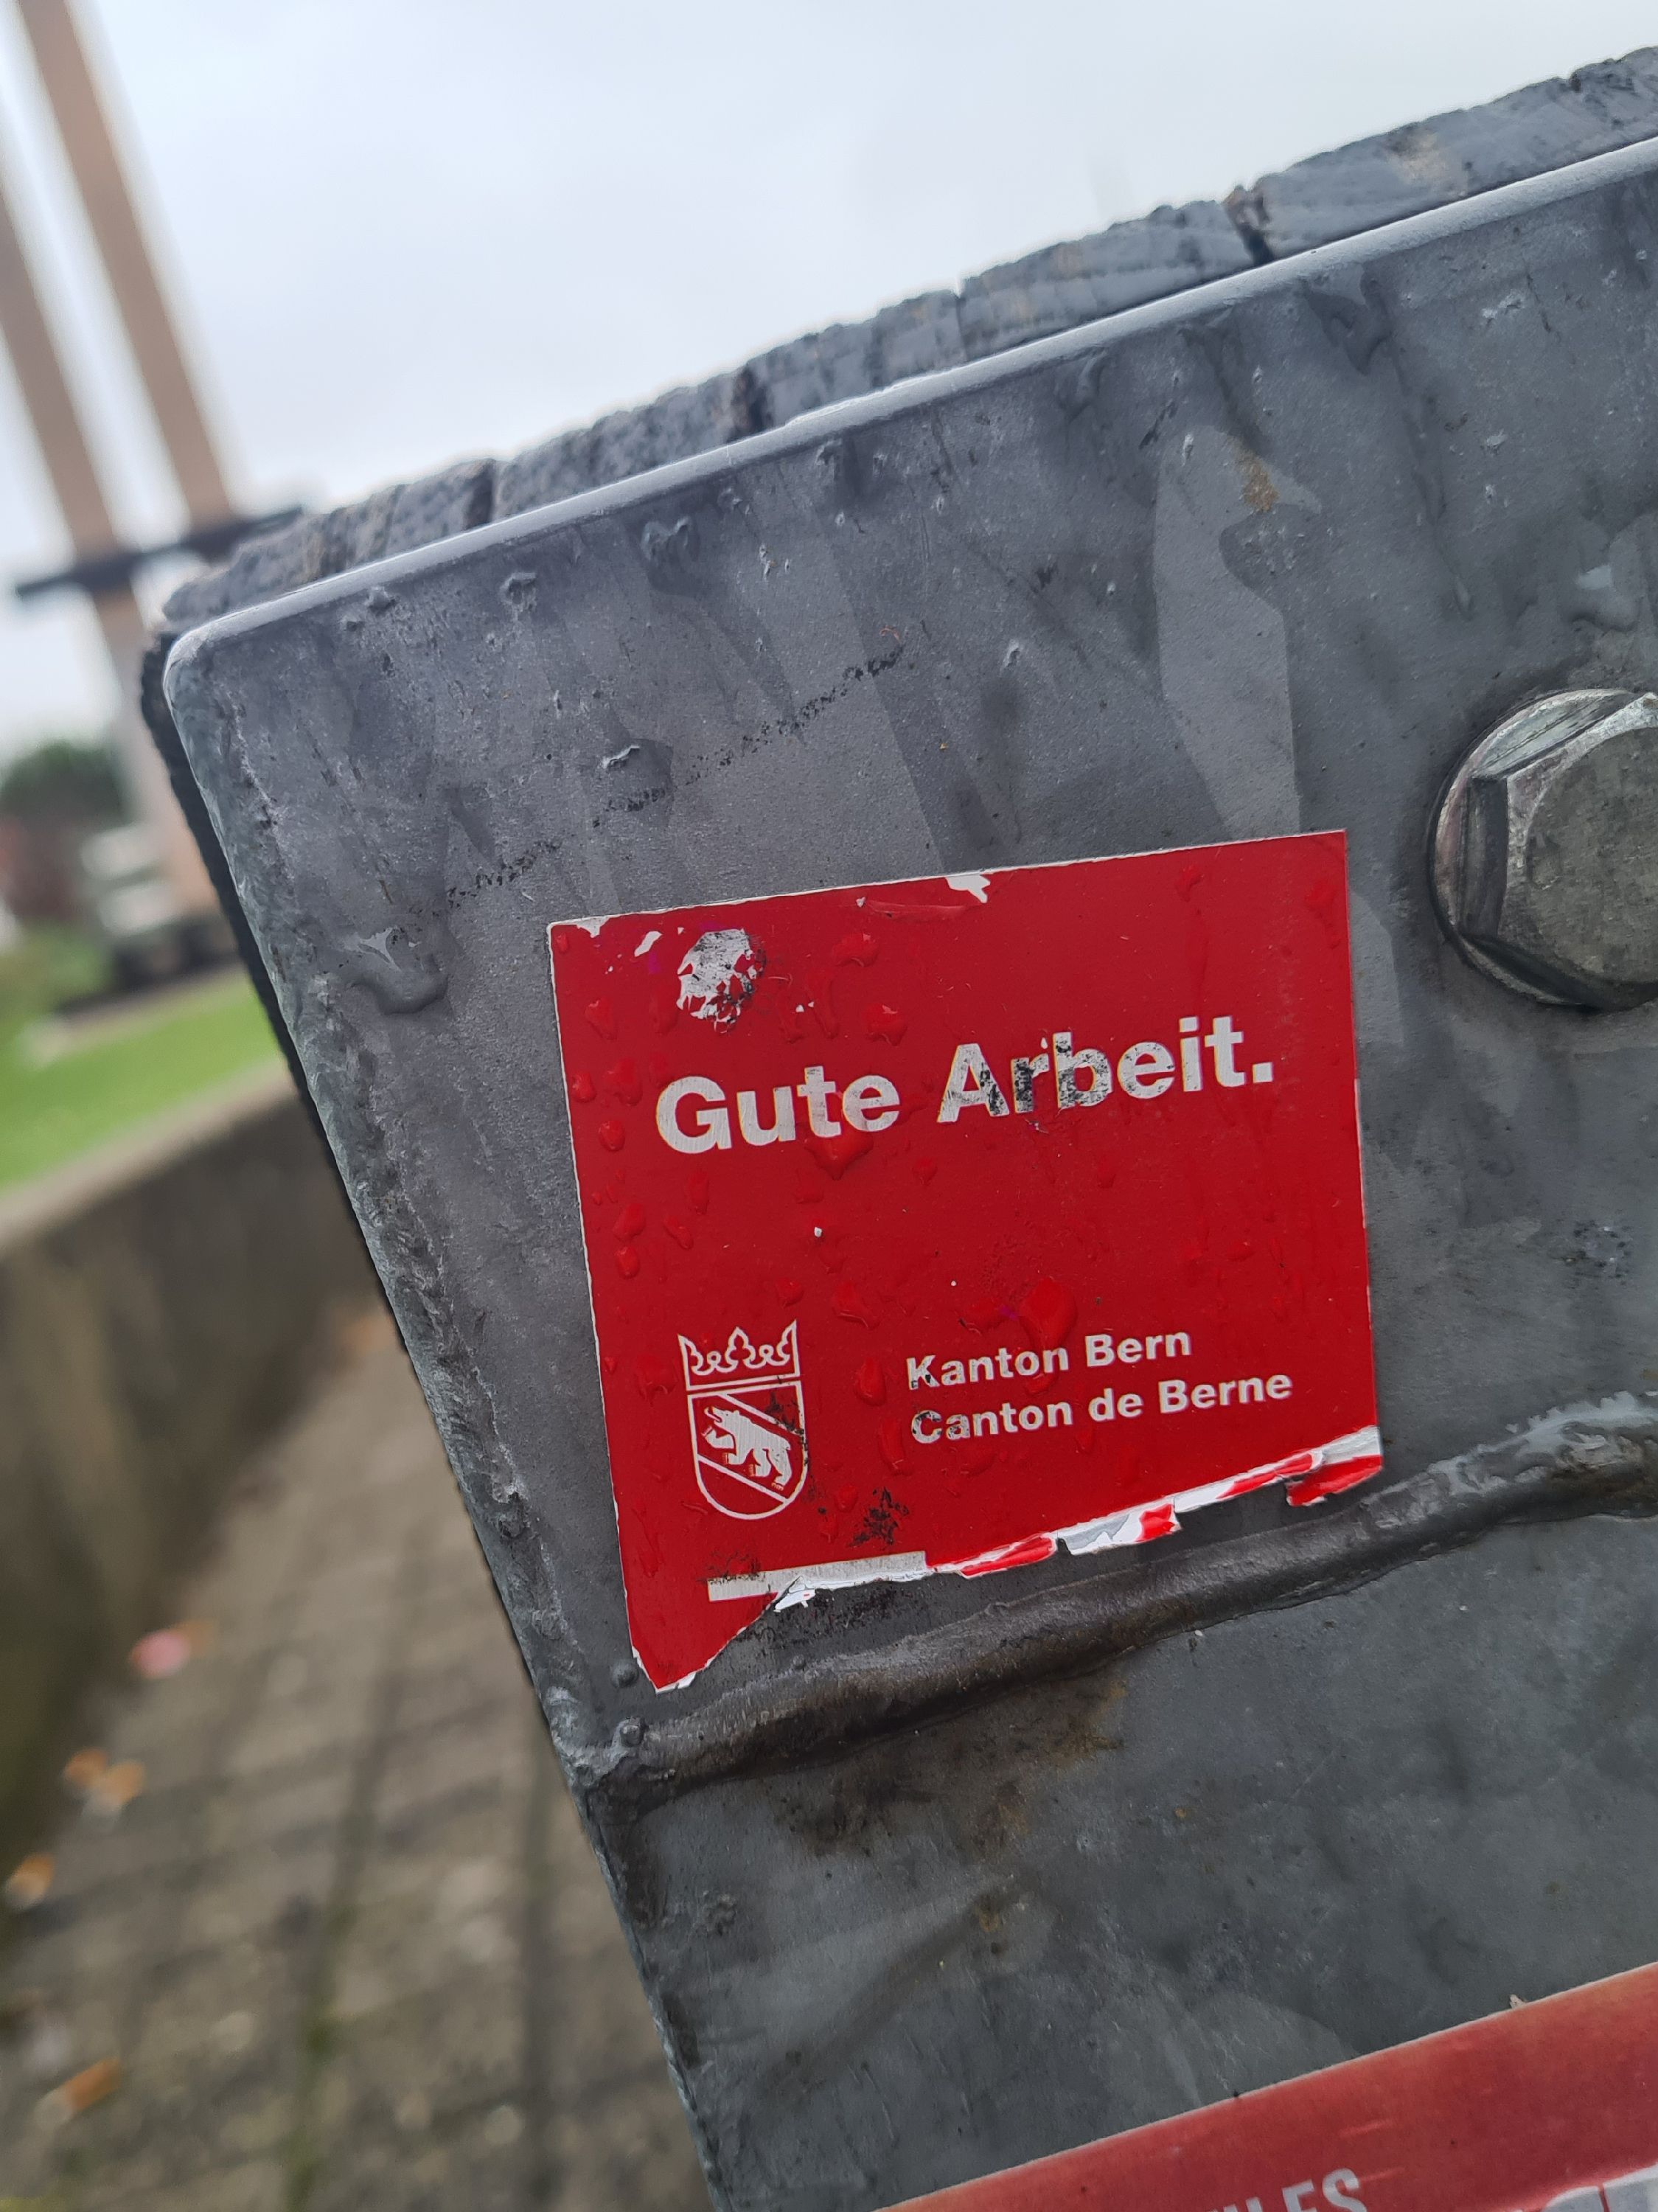 Gute Arbeit.
Kanton Bern
Canton de Berne